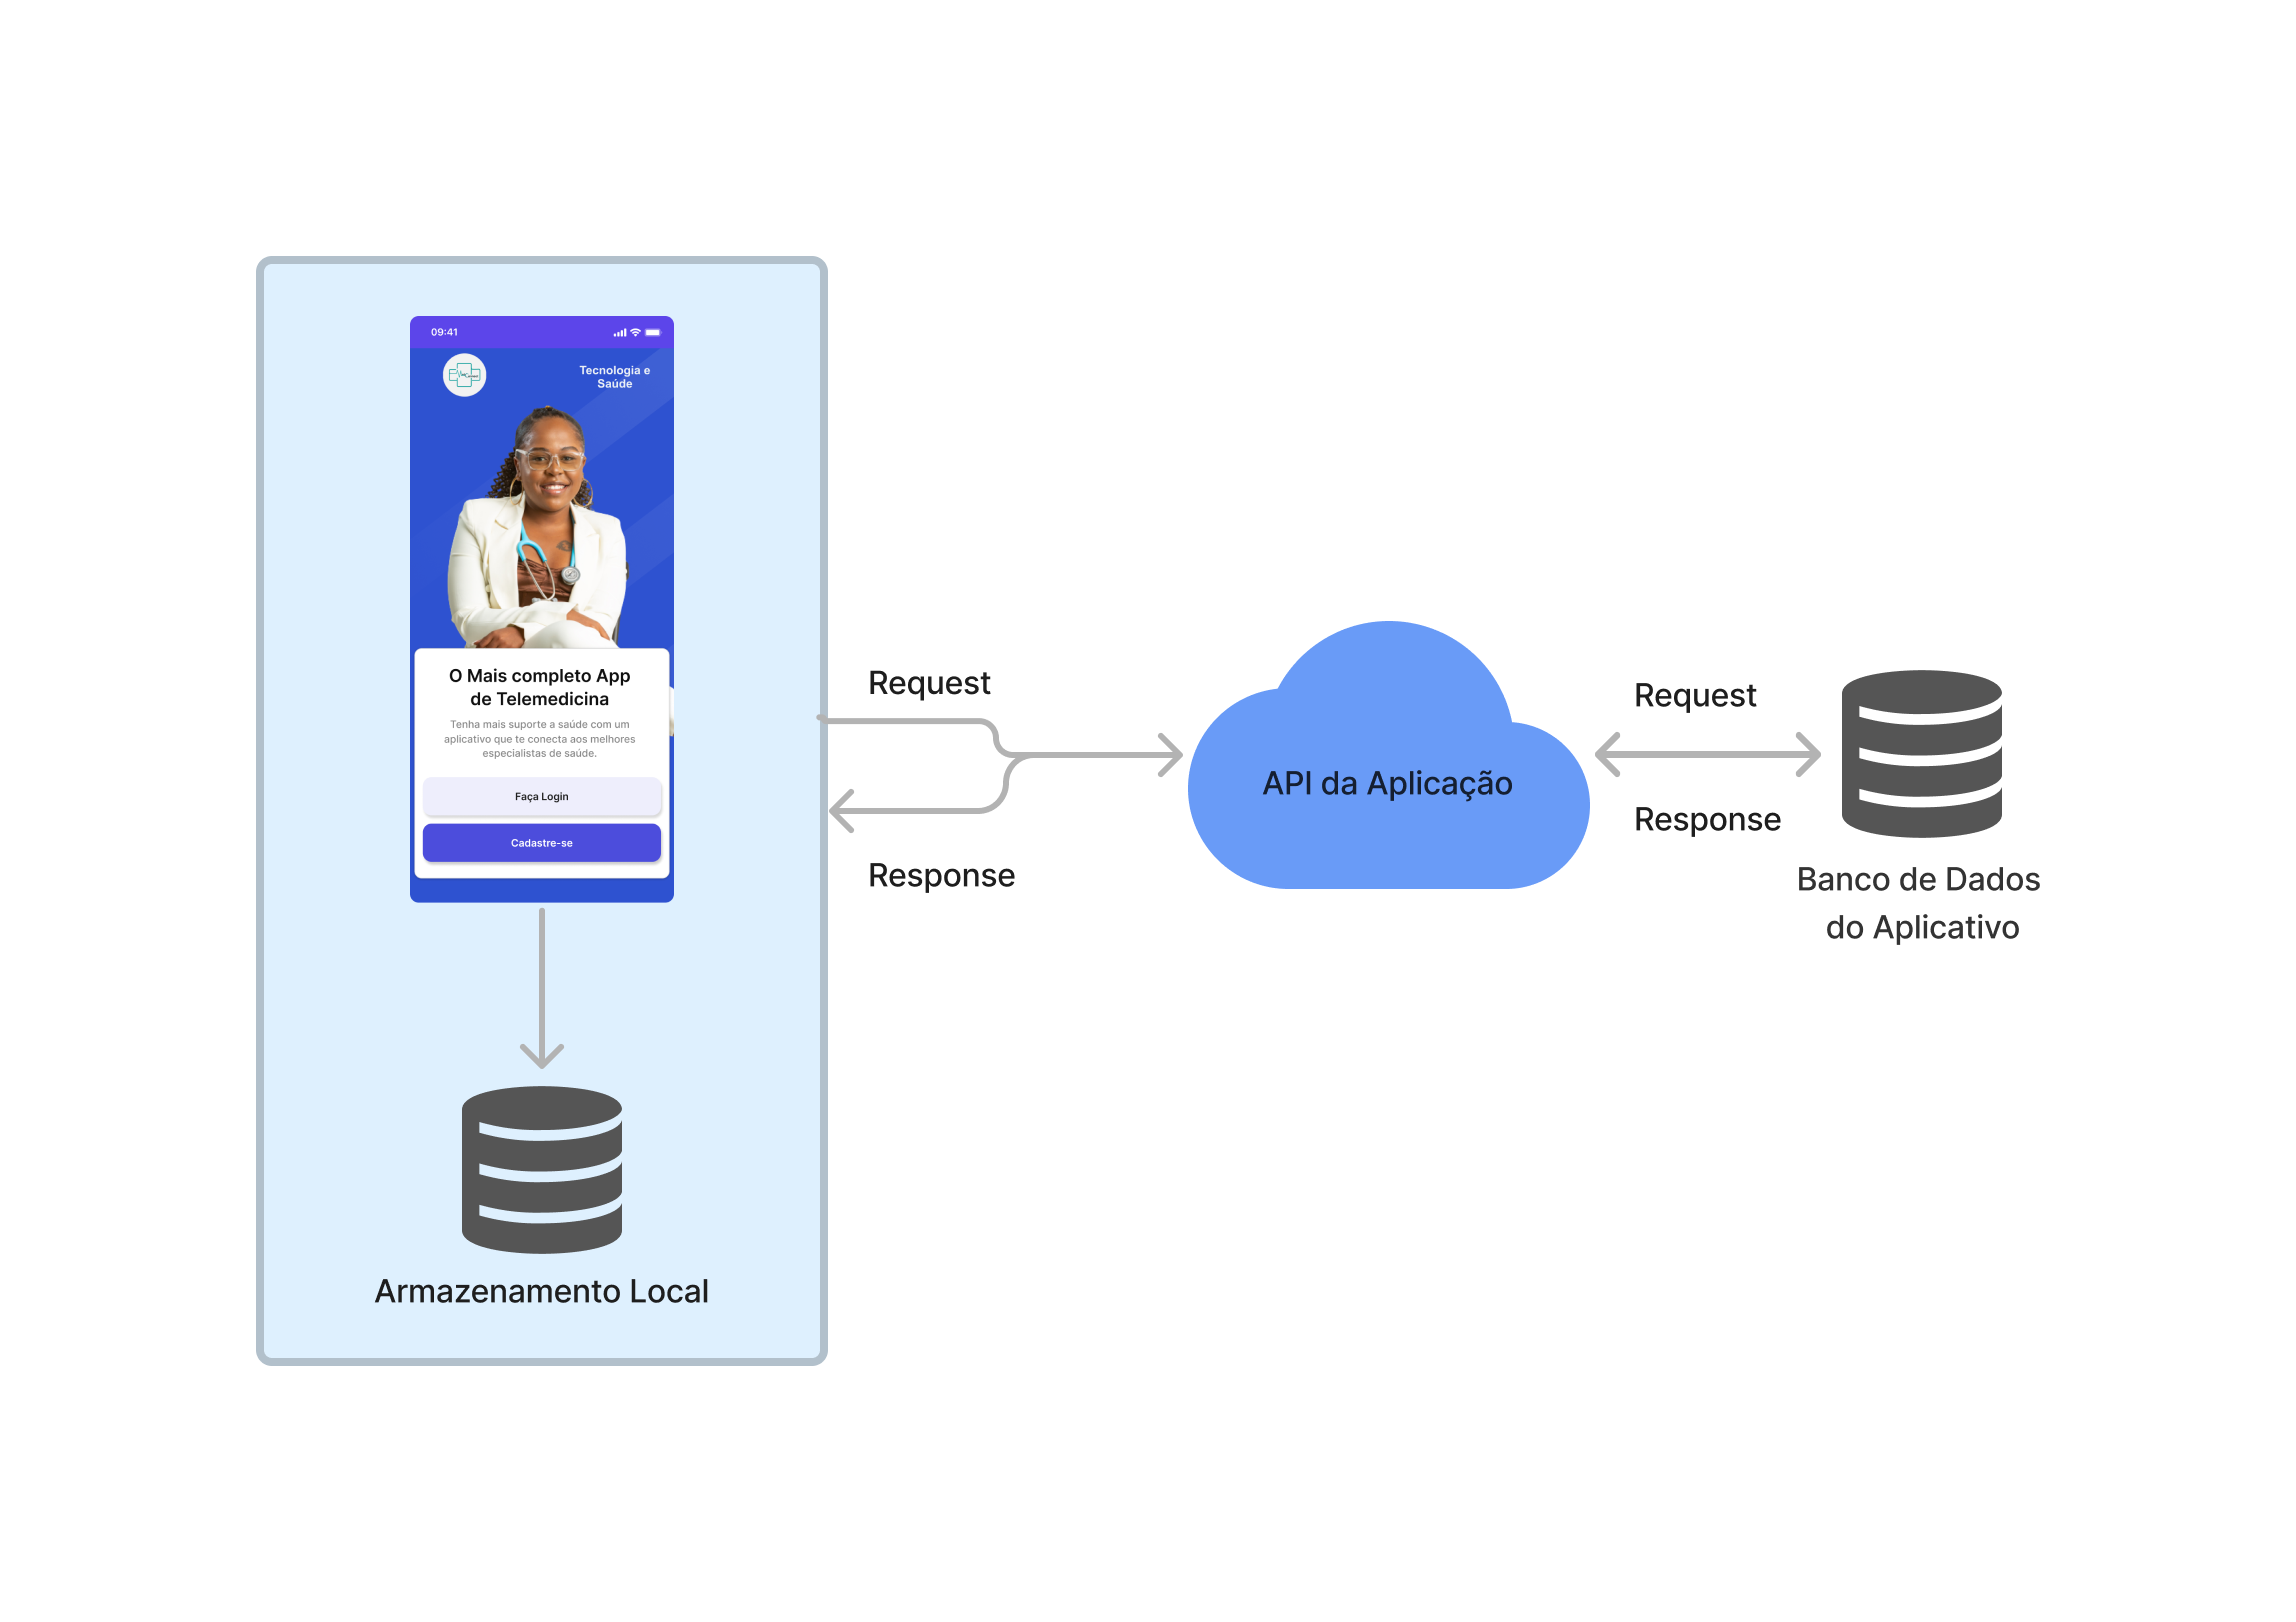 09:41
Tecnologia e
Saúde
O Mais completo App
de Telemedicina
Tenha mais suporte a saúde com um
aplicativo que te conecta aos melhores
especialistas de saúde.
Faça Login
Cadastre-se
Armazenamento Local
Request
Response
API da Aplicação
Request
Response
Banco de Dados
do Aplicativo